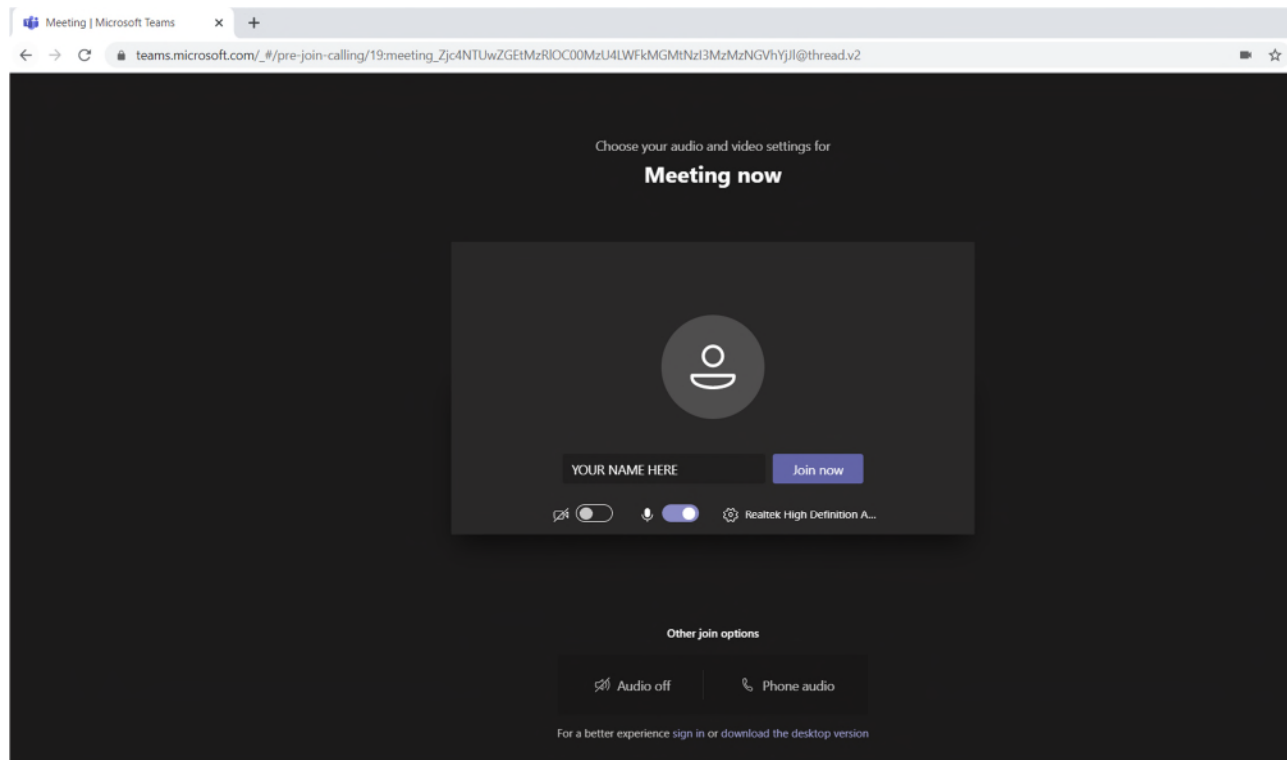 Meeting | Microsoft Teams
teams.microsoft.com/_#/pre-join-calling/19:meeting_Zjc4NTUwZGEtMzRlOC00MzU4LWFkMGMtNzI3MzMzNGVhYjJl@thread.v2
Choose your audio and video settings for
Meeting now
YOUR NAME HERE
Join now
Realtek High Definition A...
Other join options
Audio off
Phone audio
For a better experience sign in or download the desktop version